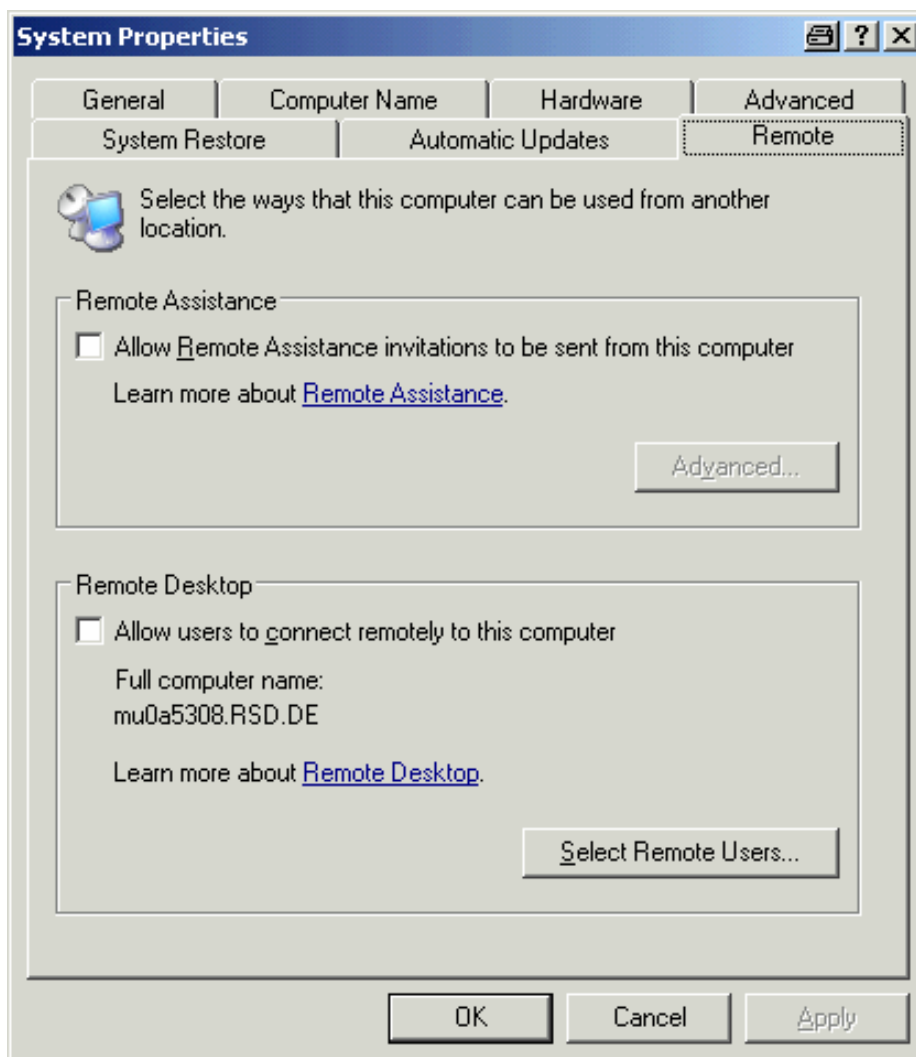 System Properties
General
Computer Name
Hardware
Advanced
System Restore
Automatic Updates
Remote
Select the ways that this computer can be used from another
location.
Remote Assistance
Allow Remote Assistance invitations to be sent from this computer
Learn more about Remote Assistance.
Advanced...
Remote Desktop
Allow users to connect remotely to this computer
Full computer name:
mu0a5308.RSD.DE
Learn more about Remote Desktop.
Select Remote Users...
OK
Cancel
Apply